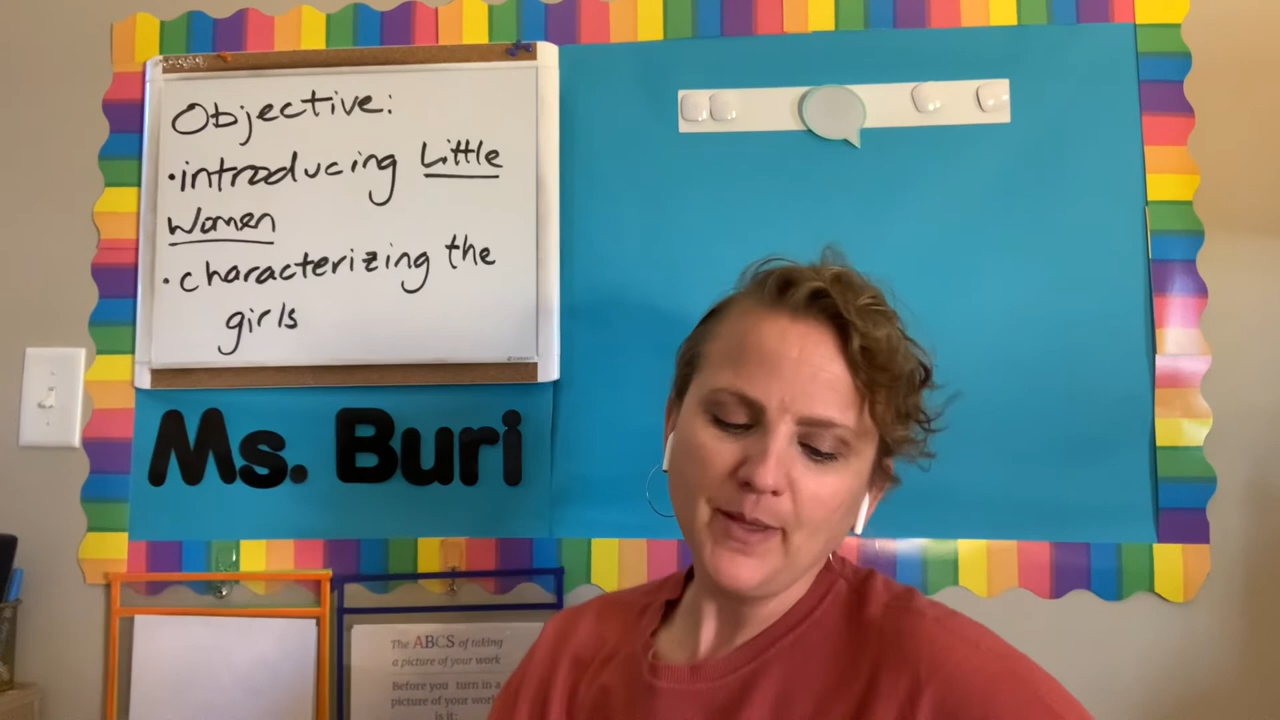 Objective:
·introducing Little
Women
·characterizing the
girls
Ms. Buri
The ABCS of taking
a picture of your work
Before you turn in a
picture of your work
is it: